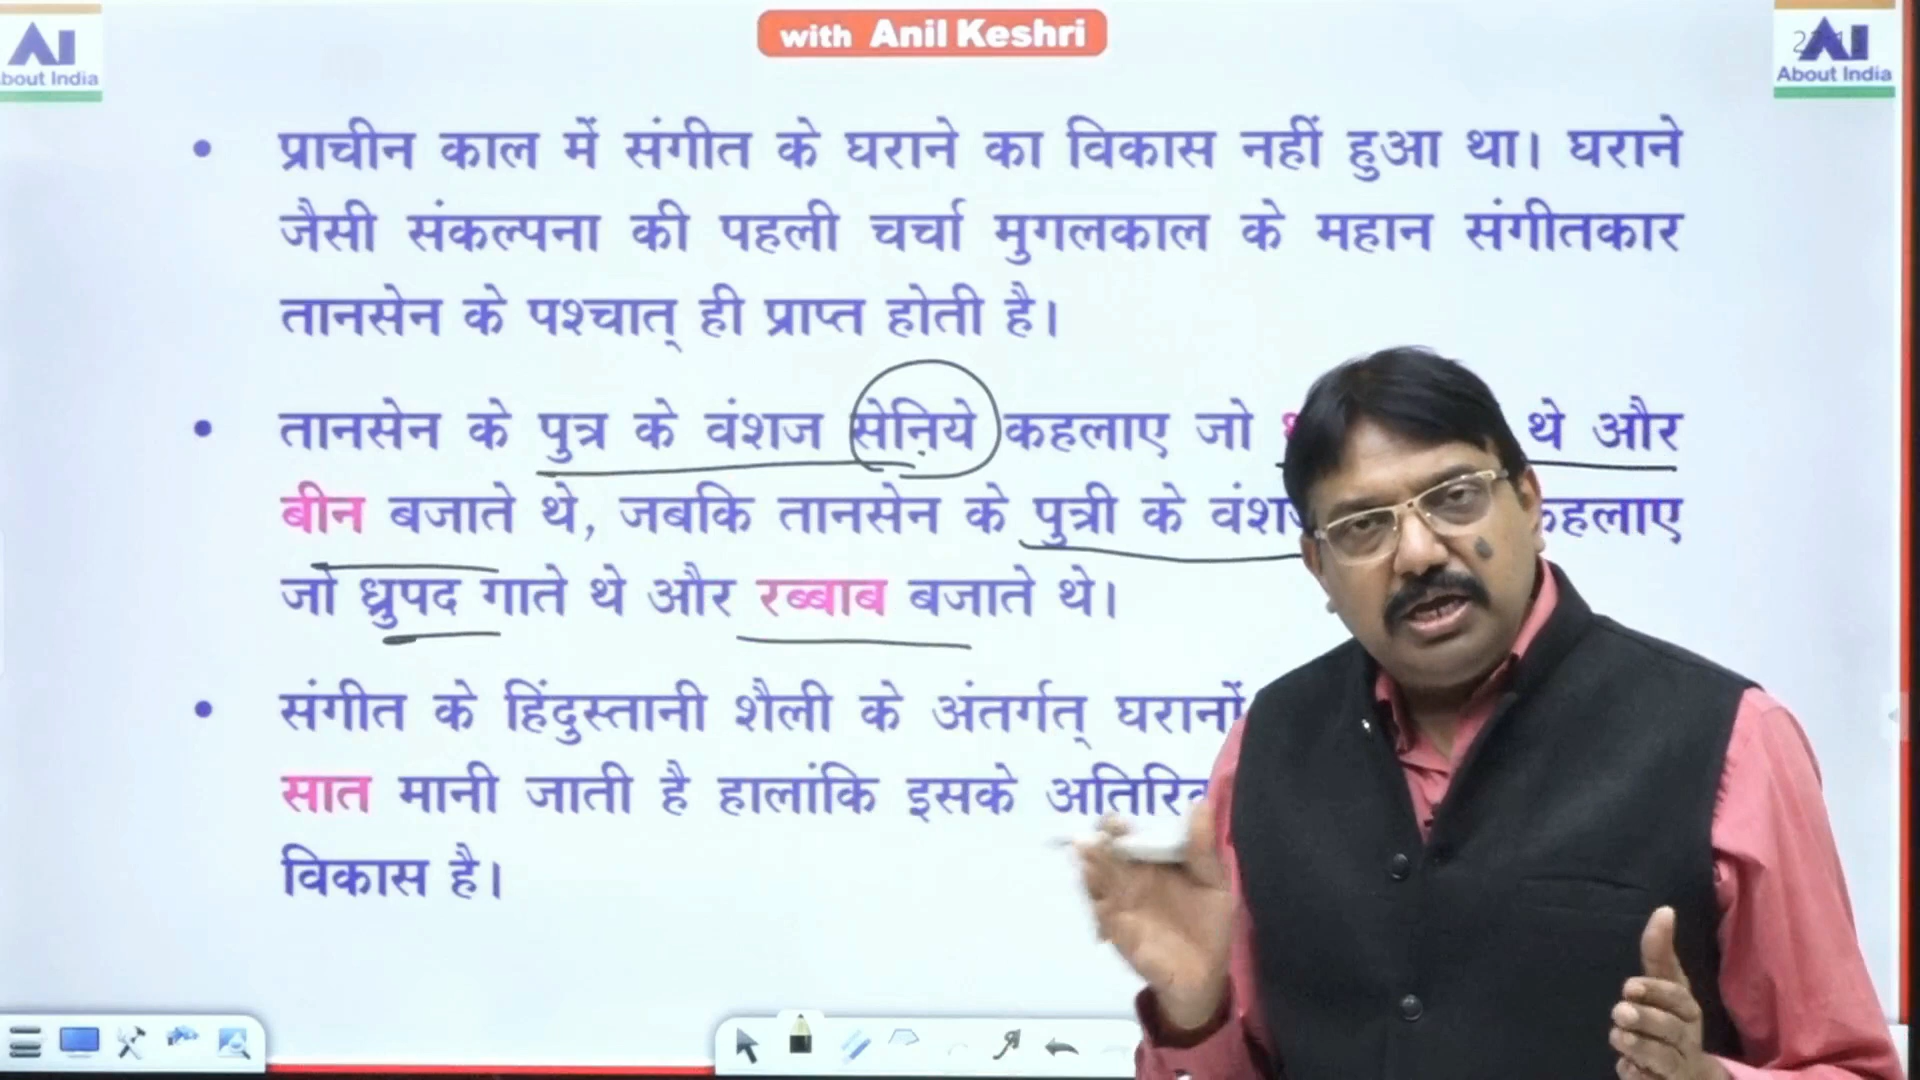 AI
bout India
with Anil Keshri
AI
About India
• प्राचीन काल में संगीत के घराने का विकास नहीं हुआ था। घराने
जैसी संकल्पना की पहली चर्चा मुगलकाल के महान संगीतकार
तानसेन के पश्चात् ही प्राप्त होती है।
• तानसेन के पुत्र के वंशज सेनिये कहलाए जो थे और
बीन बजाते थे, जबकि तानसेन के पुत्री के कहलाए
जो ध्रुपद गाते थे और रब्बाब बजाते थे।
• संगीत के हिंदुस्तानी शैली के अंतर्गत् घरानों
सात मानी जाती है हालांकि इसके
विकास है।